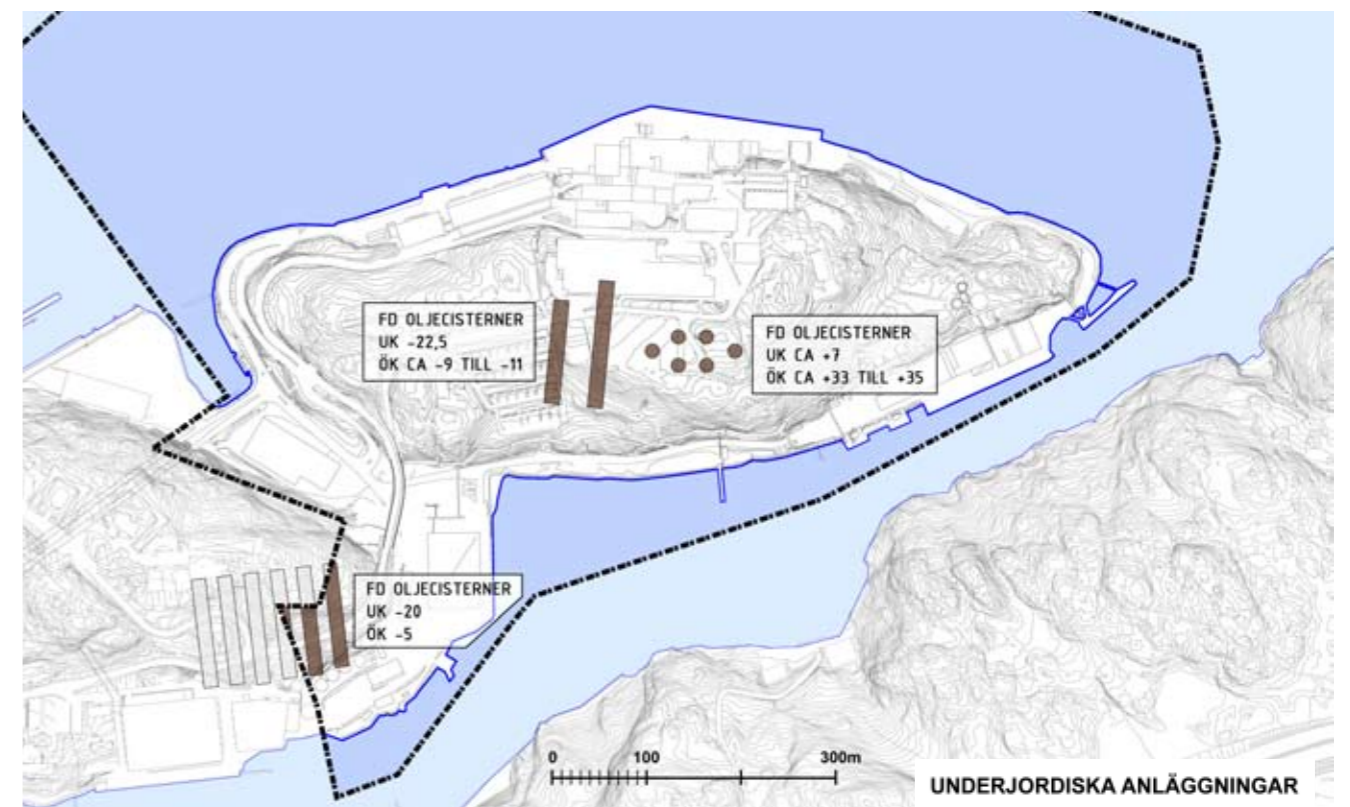 FD OLJECISTERNER
UK -22,5
ÖK CA -9 TILL -11
FD OLJECISTERNER
UK CA +7
ÖK CA +33 TILL +35
FD OLJECISTERNER
UK -20
ÖK -5
0 100 300m
UNDERJORDISKA ANLÄGGNINGAR